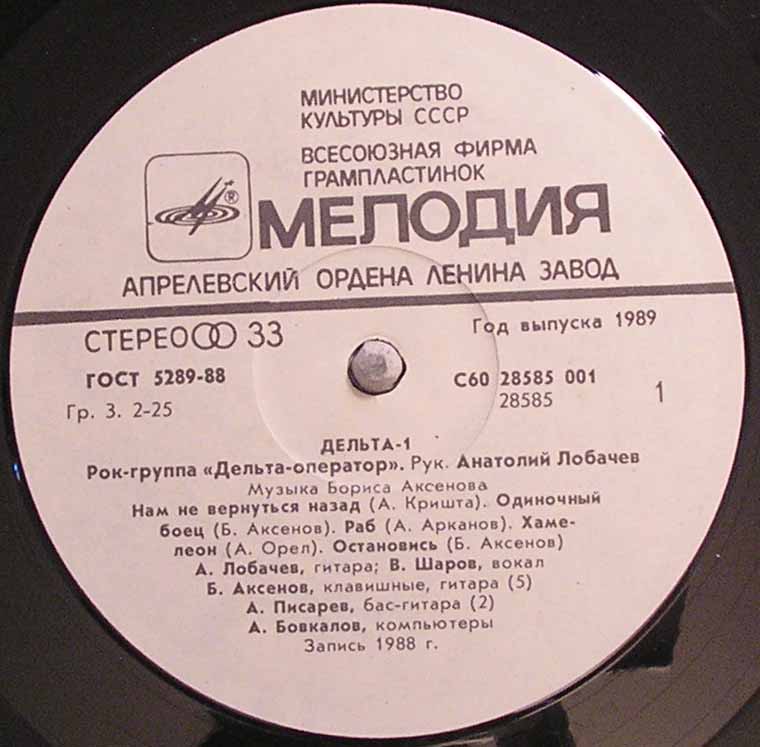 МИНИСТЕРСТВО
КУЛЬТУРЫ СССР
ВСЕСОЮЗНАЯ ФИРМА
ГРАМПЛАСТИНОК
®
МЕЛОДИЯ
АПРЕЛЕВСКИЙ ОРДЕНА ЛЕНИНА ЗАВОД
СТЕРЕО 33
Год выпуска 1989
ГОСТ 5289-88
С60 28585 001
Гр. 3. 2-25
28585
1
ДЕЛЬТА-1
Рок-группа «Дельта-оператор». Рук. Анатолий Лобачев
Музыка Бориса Аксенова
Нам не вернуться назад (А. Кришта). Одиночный
боец (Б. Аксенов). Раб (А. Арканов). Хаме-
леон (А. Орел). Остановись (Б. Аксенов)
А. Лобачев, гитара; В. Шаров, вокал
Б. Аксенов, клавишные, гитара (5)
А. Писарев, бас-гитара (2)
А. Бовкалов, компьютеры
Запись 1988 г.